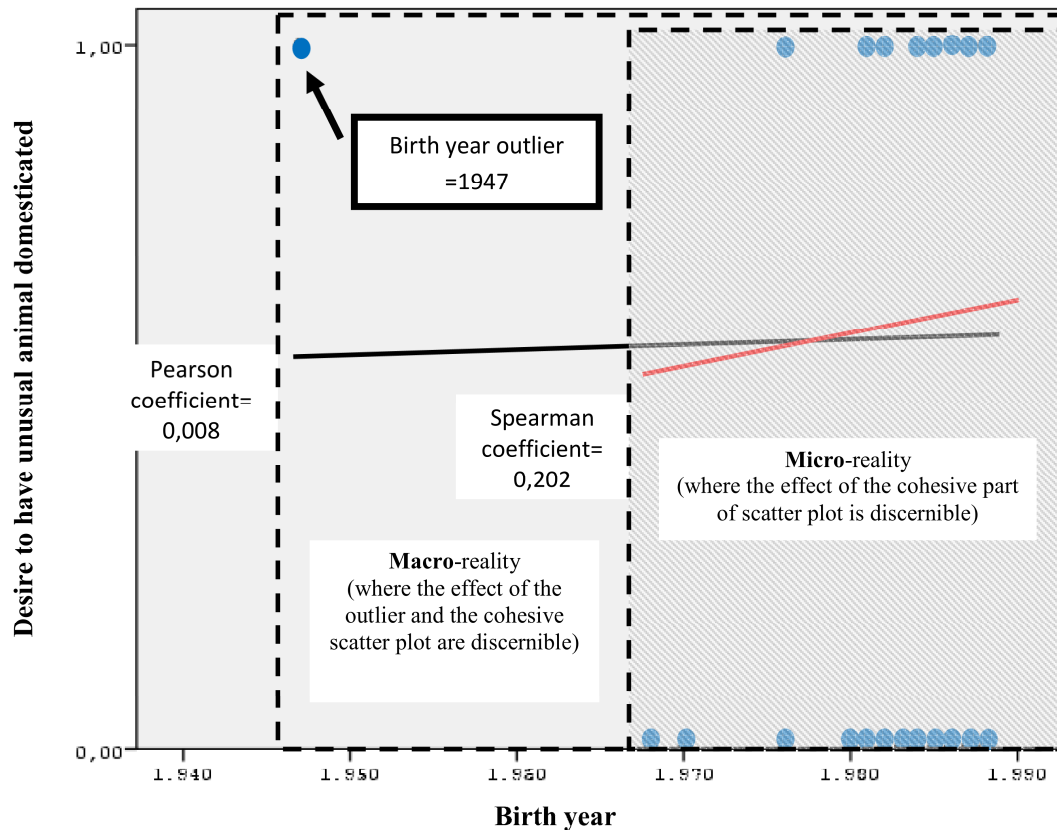 Desire to have unusual animal domesticated
1,00
Birth year outlier
=1947
Pearson
coefficient=
0,008
Spearman
coefficient=
0,202
Micro-reality
(where the effect of the cohesive part
of scatter plot is discernible)
Macro-reality
(where the effect of the
outlier and the cohesive
scatter plot are discernible)
0,00
1.940
1.950
1.960
1.970
1.980
1.990
Birth year